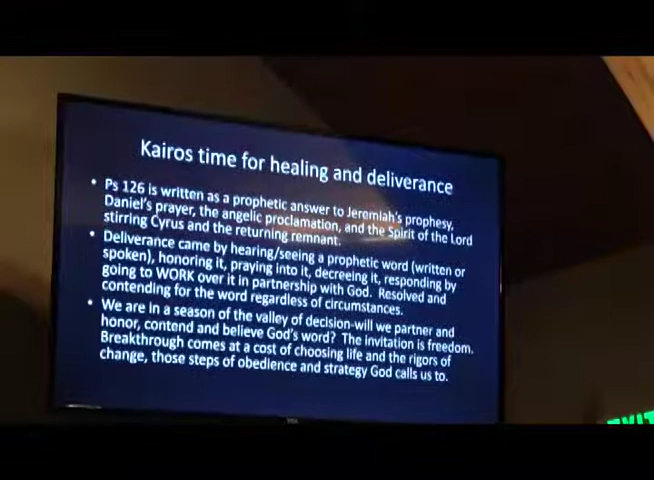 Kairos time for healing and deliverance
• Ps 126 is written as a prophetic answer to Jeremiah's prophesy,
Daniel's prayer, the angelic proclamation, and the Spirit of the Lord
stirring Cyrus and the returning remnant.
• Deliverance came by hearing/seeing a prophetic word (written or
spoken), honoring it, praying into it, decreeing it, responding by
going to WORK over it in partnership with God. Resolved and
contending for the word regardless of circumstances.
• We are in a season of the valley of decision-will we partner and
honor, contend and believe God's word? The invitation is freedom.
Breakthrough comes at a cost of choosing life and the rigors of
change, those steps of obedience and strategy God calls us to.
EXIT